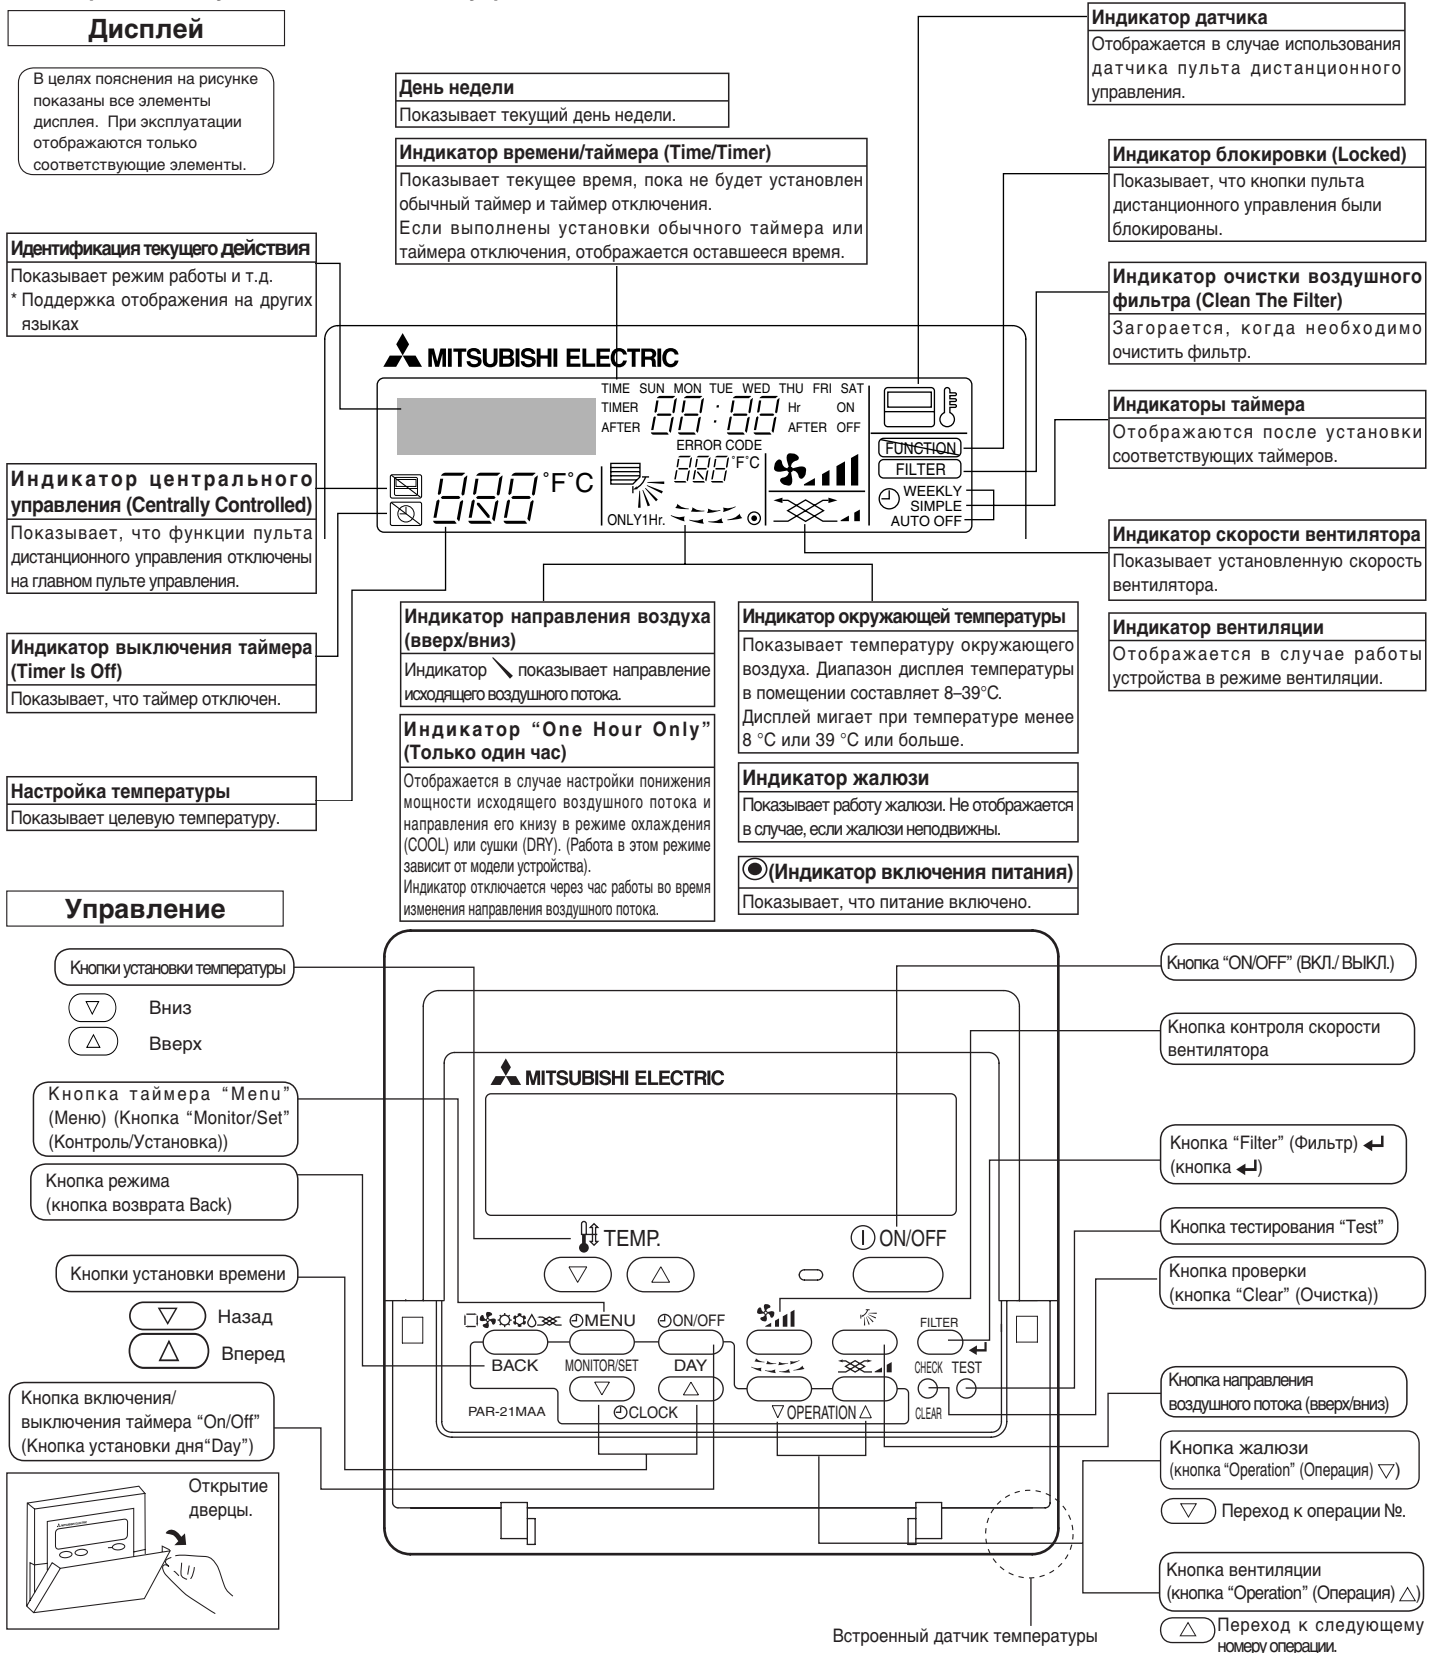 Дисплей
В целях пояснения на рисунке
показаны все элементы
дисплея. При эксплуатации
отображаются только
соответствующие элементы.
День недели
Показывает текущий день недели.
Индикатор времени/таймера (Time/Timer)
Показывает текущее время, пока не будет установлен
обычный таймер и таймер отключения.
Если выполнены установки обычного таймера или
таймера отключения, отображается оставшееся время.
Индикатор датчика
Отображается в случае использования
датчика пульта дистанционного
управления.
Индикатор блокировки (Locked)
Показывает, что кнопки пульта
дистанционного управления были
блокированы.
Идентификация текущего действия
Показывает режим работы и т.д.
* Поддержка отображения на других
языках
Индикатор очистки воздушного
фильтра (Clean The Filter)
Загорается, когда необходимо
очистить фильтр.
Индикаторы таймера
Отображаются после установки
соответствующих таймеров.
MITSUBISHI ELECTRIC
TIME SUN MON TUE WED THU FRI SAT
TIMER 88:88 Hr ON
AFTER AFTER OFF
ERROR CODE
888 °F°C
°F°C
FUNCTION
FILTER
WEEKLY
SIMPLE
AUTO OFF
ONLY1Hr.
Индикатор центрального
управления (Centrally Controlled)
Показывает, что функции пульта
дистанционного управления отключены
на главном пульте управления.
Индикатор выключения таймера
(Timer Is Off)
Показывает, что таймер отключен.
Настройка температуры
Показывает целевую температуру.
Индикатор направления воздуха
(вверх/вниз)
Индикатор показывает направление
исходящего воздушного потока.
Индикатор “One Hour Only”
(Только один час)
Отображается в случае настройки понижения
мощности исходящего воздушного потока и
направления его книзу в режиме охлаждения
(COOL) или сушки (DRY). (Работа в этом режиме
зависит от модели устройства).
Индикатор отключается через час работы во время
изменения направления воздушного потока.
Индикатор окружающей температуры
Показывает температуру окружающего
воздуха. Диапазон дисплея температуры
в помещении составляет 8–39°C.
Дисплей мигает при температуре менее
8 °C или 39 °C или больше.
Индикатор жалюзи
Показывает работу жалюзи. Не отображается
в случае, если жалюзи неподвижны.
(Индикатор включения питания)
Показывает, что питание включено.
Индикатор скорости вентилятора
Показывает установленную скорость
вентилятора.
Индикатор вентиляции
Отображается в случае работы
устройства в режиме вентиляции.
Управление
Кнопки установки температуры
▽ Вниз
△ Вверх
Кнопка таймера “Menu”
(Меню) (Кнопка “Monitor/Set”
(Контроль/Установка))
Кнопка режима
(кнопка возврата Back)
Кнопки установки времени
▽ Назад
△ Вперед
Кнопка включения/
выключения таймера “On/Off”
(Кнопка установки дня“Day”)
Открытие
дверцы.
MITSUBISHI ELECTRIC
TEMP. ON/OFF
▽ △
MENU ON/OFF FILTER
BACK MONITOR/SET DAY CHECK TEST
▽ △
PAR-21MAA CLOCK ▽ OPERATION △ CLEAR
Кнопка “ON/OFF” (ВКЛ./ ВЫКЛ.)
Кнопка контроля скорости
вентилятора
Кнопка “Filter” (Фильтр) ↵
(кнопка ↵)
Кнопка тестирования “Test”
Кнопка проверки
(кнопка “Clear” (Очистка))
Кнопка направления
воздушного потока (вверх/вниз)
Кнопка жалюзи
(кнопка “Operation” (Операция) ▽)
▽ Переход к операции №.
Кнопка вентиляции
(кнопка “Operation” (Операция) △)
△ Переход к следующему
номеру операции.
Встроенный датчик температуры